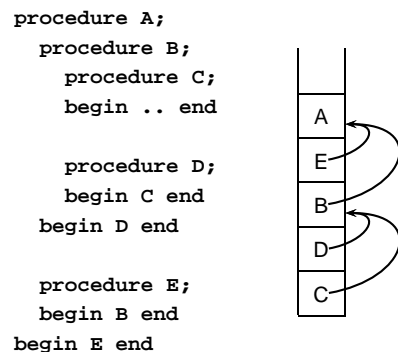 procedure A;
procedure B;
procedure C;
begin .. end
procedure D;
begin C end
begin D end
procedure E;
begin B end
begin E end
A
E
B
D
C